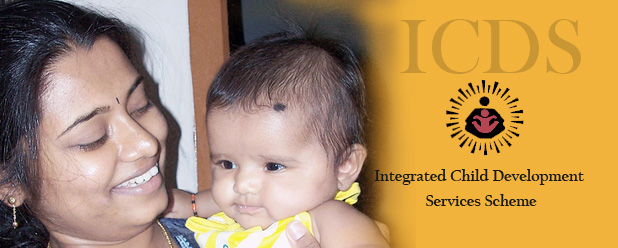 ICDS
Integrated Child Development
Services Scheme